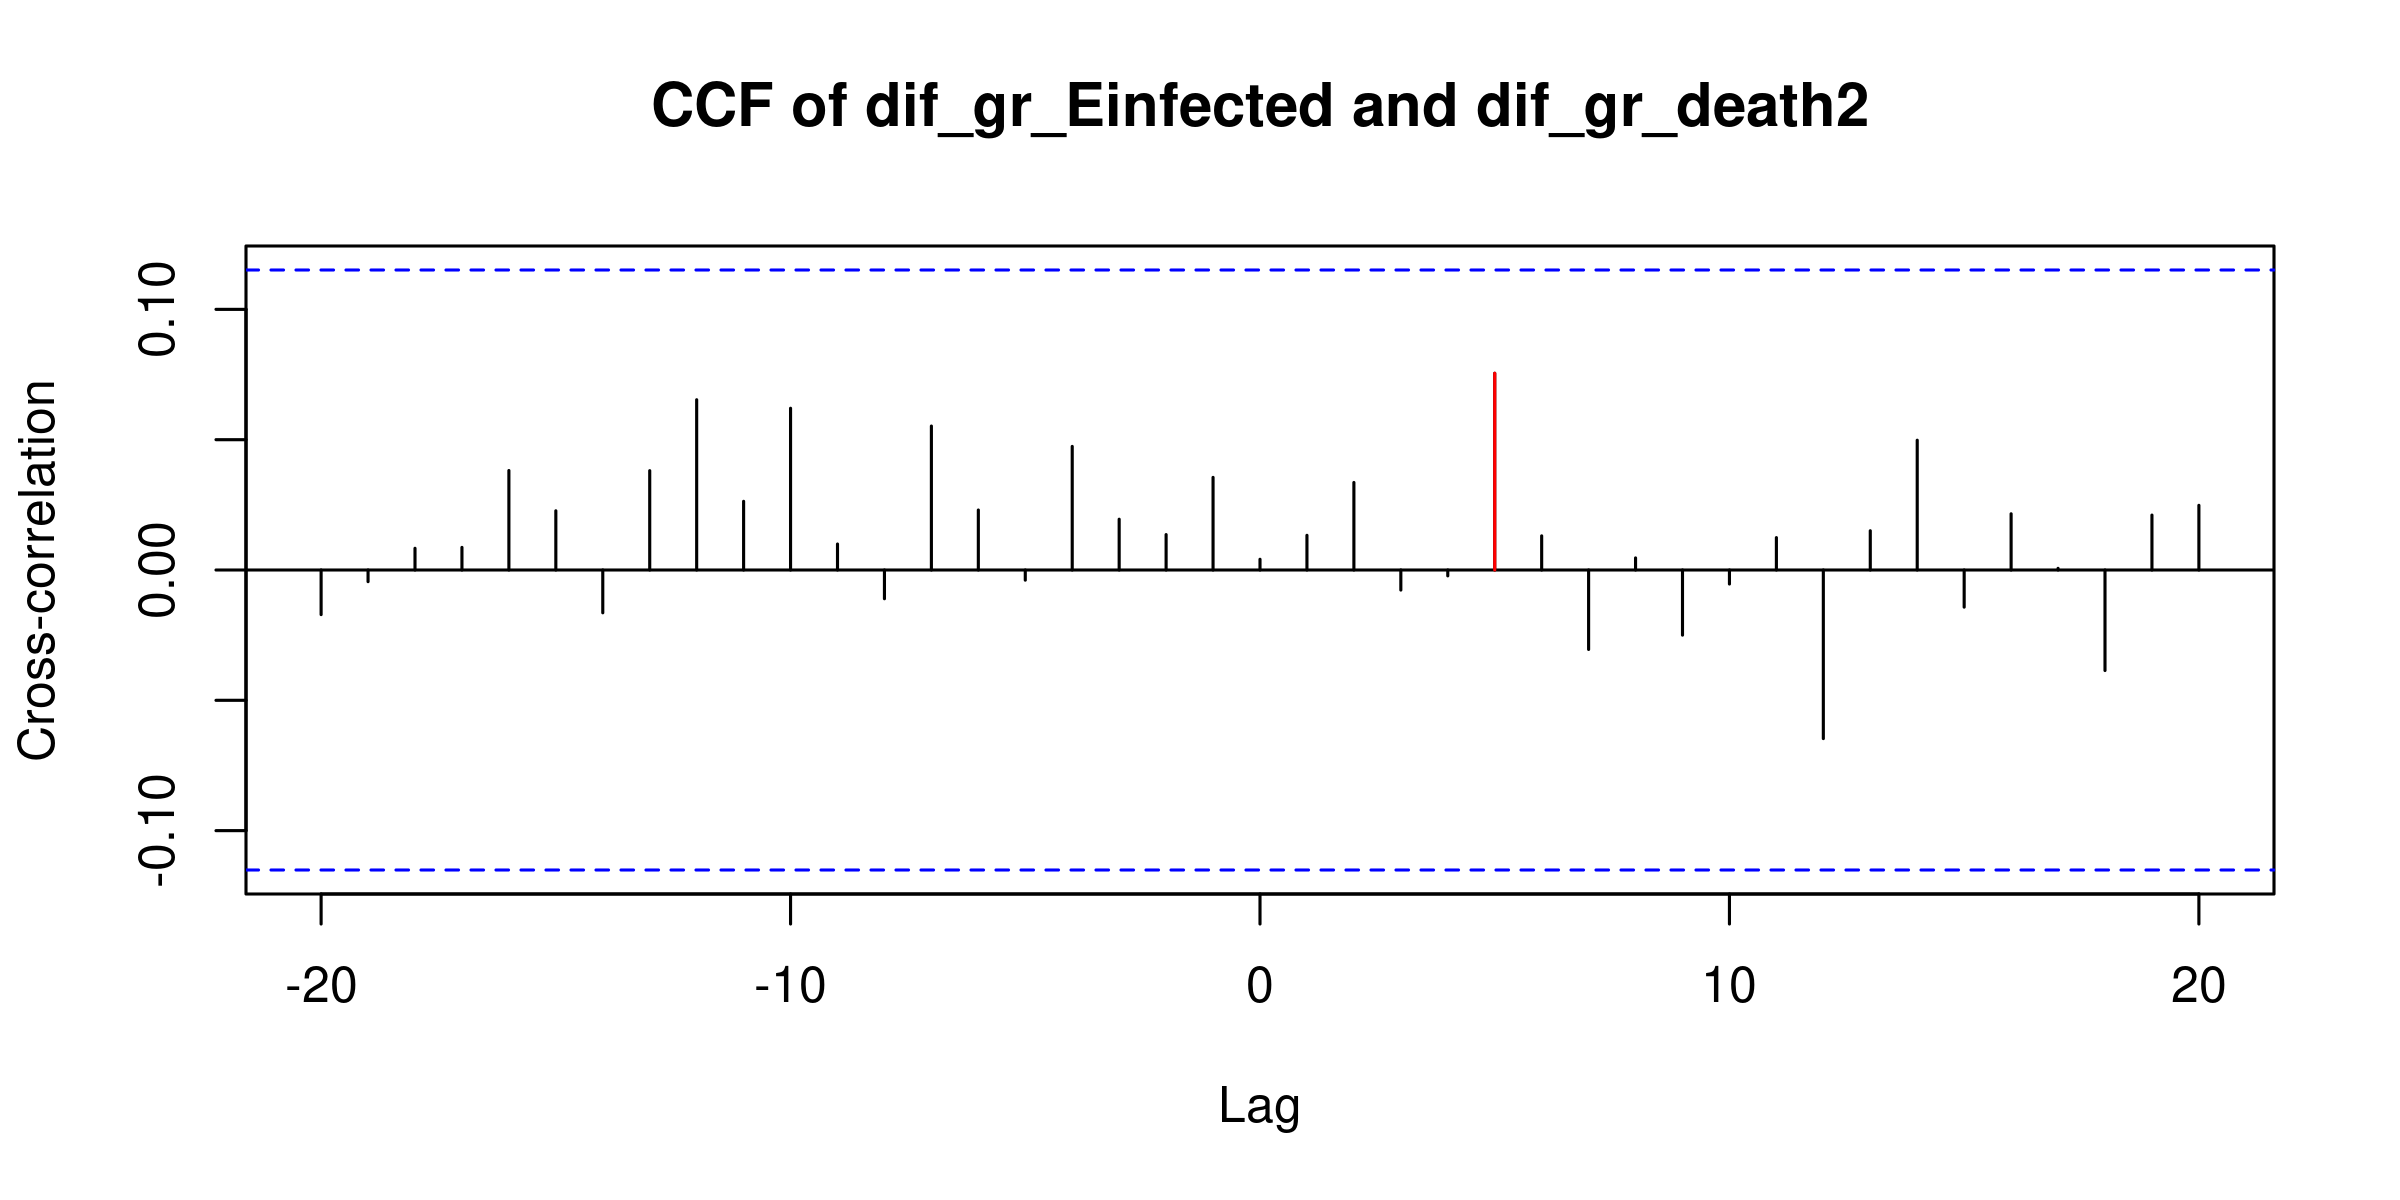 CCF of dif_gr_Einfected and dif_gr_death2
Cross-correlation
0.10
0.00
-0.10
-20
-10
0
10
20
Lag